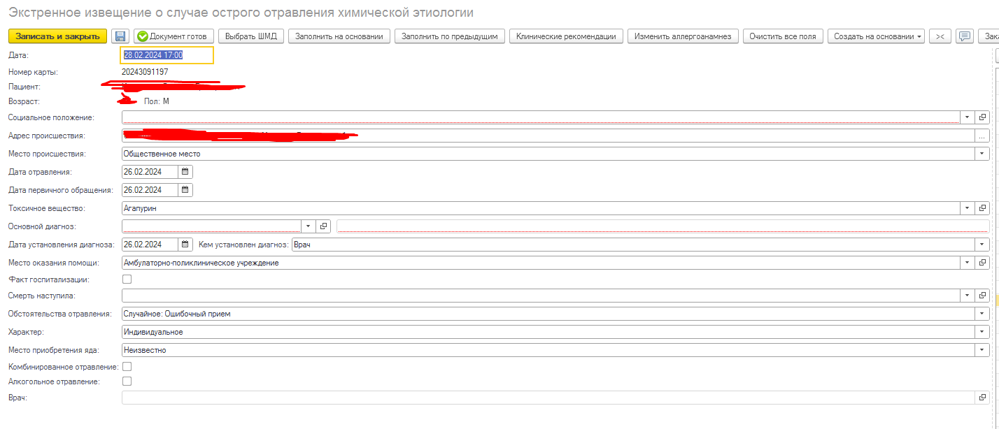 Экстренное извещение о случае острого отравления химической этиологии
Записать и закрыть Документ готов Выбрать ШМД Заполнить на основании Заполнить по предыдущим Клинические рекомендации Изменить аллергоанамнез Очистить все поля Создать на основании
Дата: 28.02.2024 17:00
Номер карты: 20243091197
Пациент:
Возраст: Пол: М
Социальное положение:
Адрес происшествия:
Место происшествия: Общественное место
Дата отравления: 26.02.2024
Дата первичного обращения: 26.02.2024
Токсичное вещество: Агапурин
Основной диагноз:
Дата установления диагноза: 26.02.2024 Кем установлен диагноз: Врач
Место оказания помощи: Амбулаторно-поликлиническое учреждение
Факт госпитализации:
Смерть наступила:
Обстоятельства отравления: Случайное: Ошибочный прием
Характер: Индивидуальное
Место приобретения яда: Неизвестно
Комбинированное отравление:
Алкогольное отравление:
Врач: